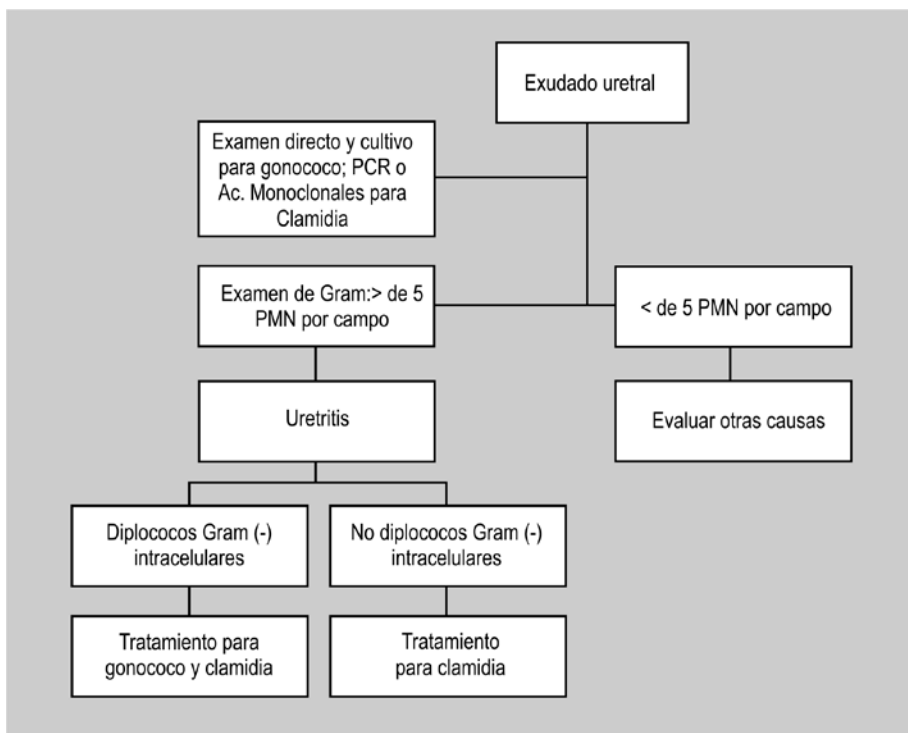 Exudado uretral
Examen directo y cultivo
para gonococo; PCR o
Ac. Monoclonales para
Clamidia
Examen de Gram:> de 5
PMN por campo
< de 5 PMN por campo
Uretritis
Evaluar otras causas
Diplococos Gram (-)
intracelulares
No diplococos Gram (-)
intracelulares
Tratamiento para
gonococo y clamidia
Tratamiento
para clamidia